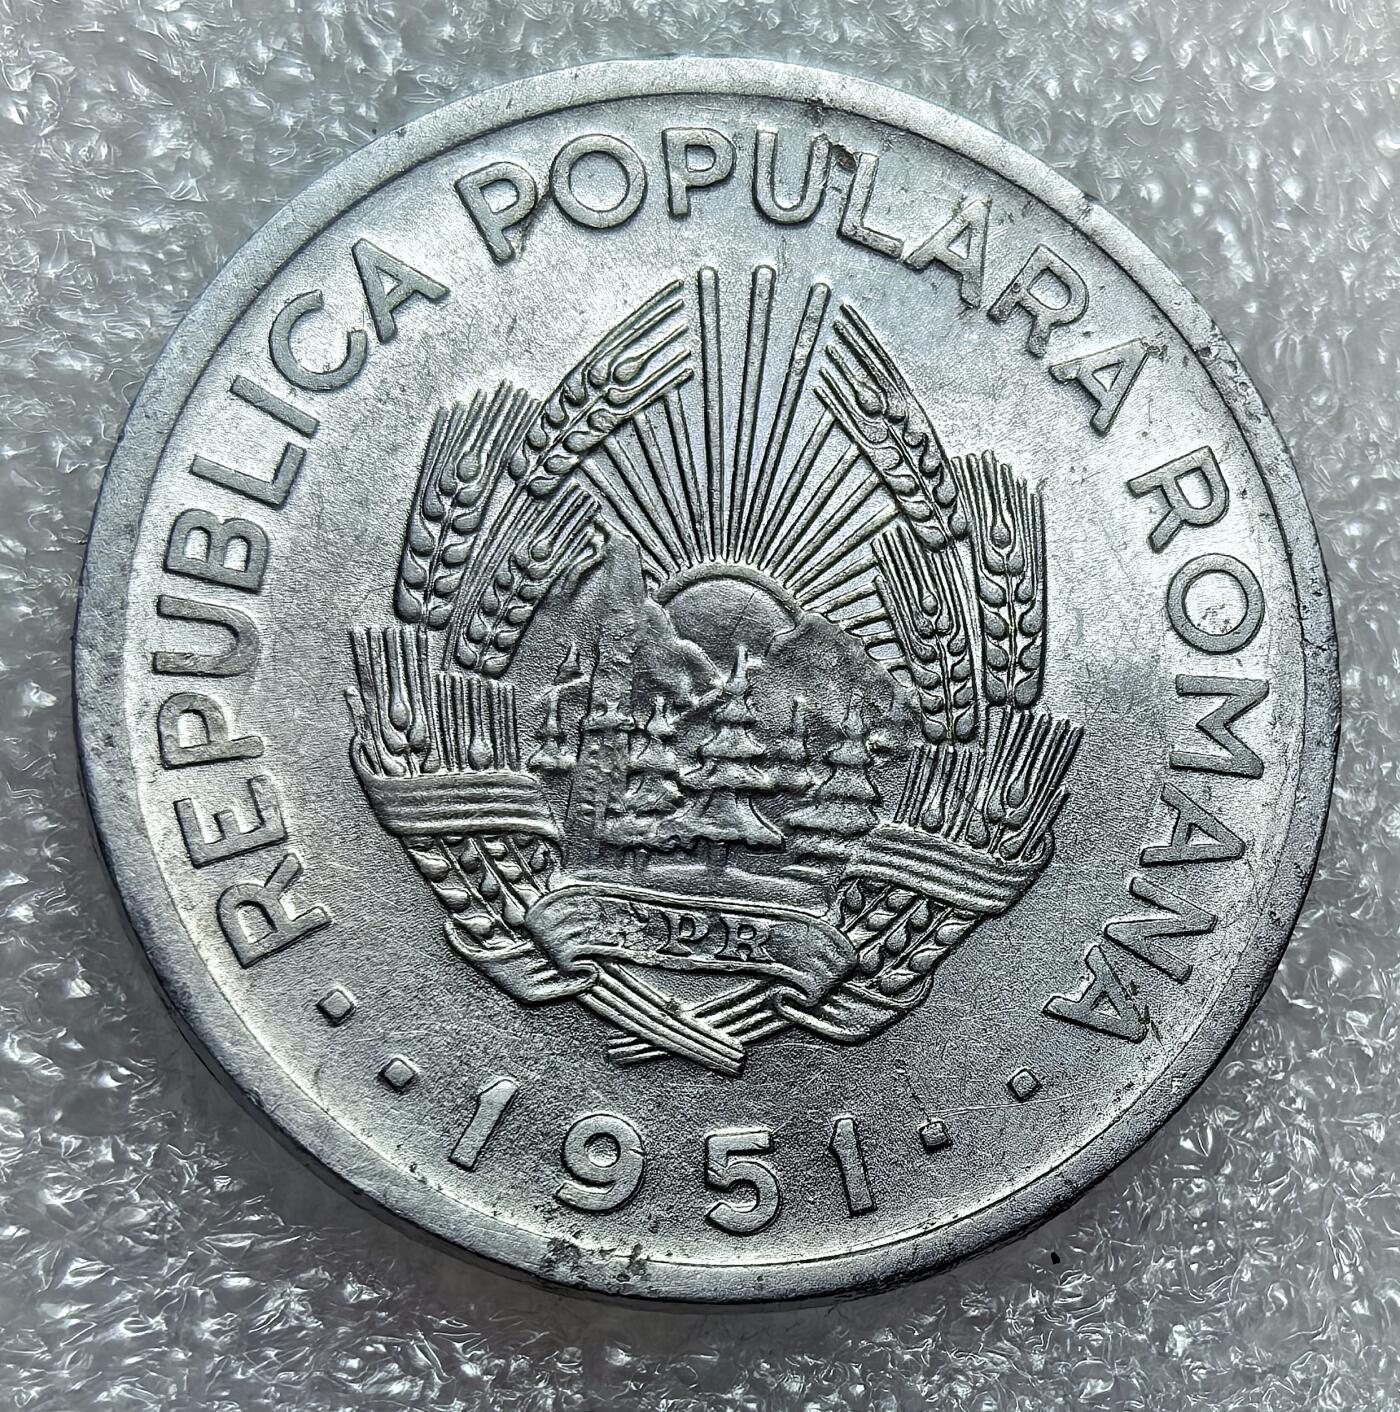 REPUBLICA POPULARA ROMANA
RPR
· 1951 ·